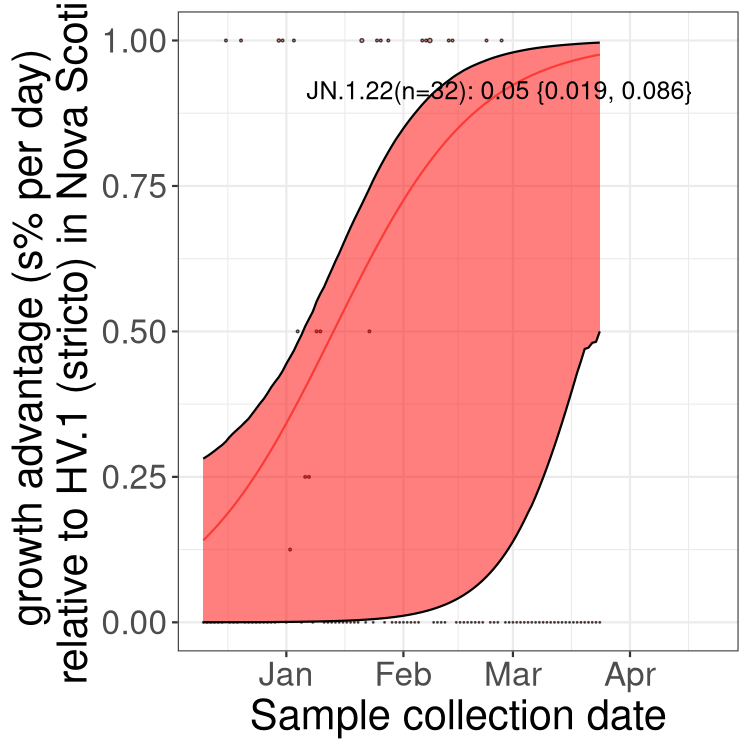 growth advantage (s% per day)
relative to HV.1 (stricto) in Nova Scoti
1.00
0.75
0.50
0.25
0.00
JN.1.22(n=32): 0.05 {0.019, 0.086}
Jan Feb Mar Apr
Sample collection date